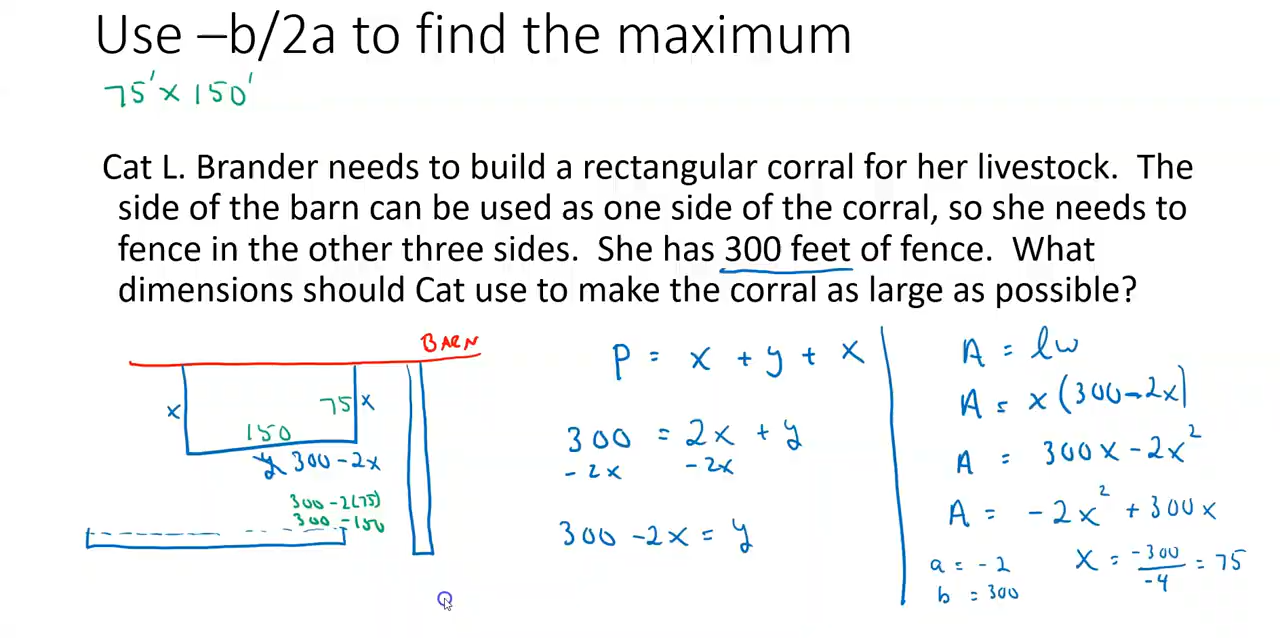 Use –b/2a to find the maximum
75' x 150'
Cat L. Brander needs to build a rectangular corral for her livestock. The
side of the barn can be used as one side of the corral, so she needs to
fence in the other three sides. She has 300 feet of fence. What
dimensions should Cat use to make the corral as large as possible?
BARN
x
75 x
150
y 300 - 2x
300 - 2(75)
300 - 150
P = x + y + x
300 = 2x + y
- 2x - 2x
300 - 2x = y
A = lw
A = x(300 - 2x)
A = 300x - 2x²
A = - 2x² + 300x
a = - 2
b = 300
x = -300/-4 = 75